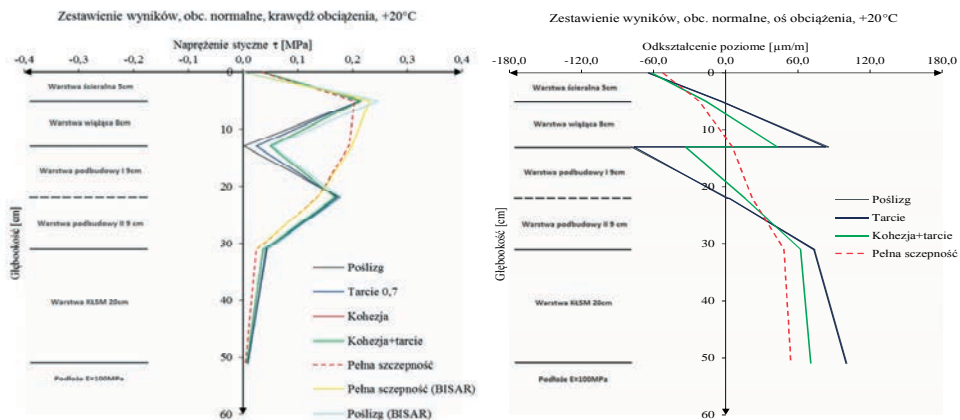 Zestawienie wyników, obc. normalne, krawędź obciążenia, +20°C
Naprężenie styczne τ [MPa]
-0,4 -0,3 -0,2 -0,1 0,0 0,1 0,2 0,3 0,4
0
10
20
30
40
50
60
Głębookość [cm]
Warstwa ścieralna 5cm
Warstwa wiążąca 8cm
Warstwa podbudowy I 9cm
Warstwa podbudowy II 9 cm
Warstwa KŁSM 20cm
Podłoże E=100MPa
Poślizg
Tarcie 0,7
Kohezja
Kohezja+tarcie
Pełna szczepność
Pełna sczepność (BISAR)
Poślizg (BISAR)
Zestawienie wyników, obc. normalne, oś obciążenia, +20°C
Odkształcenie poziome [µm/m]
-180,0 -120,0 -60,0 0,0 60,0 120,0 180,0
0
10
20
30
40
50
60
Głębookość [cm]
Warstwa ścieralna 5cm
Warstwa wiążąca 8cm
Warstwa podbudowy I 9cm
Warstwa podbudowy II 9 cm
Warstwa KŁSM 20cm
Podłoże E=100MPa
Poślizg
Tarcie
Kohezja+tarcie
Pełna sczepność